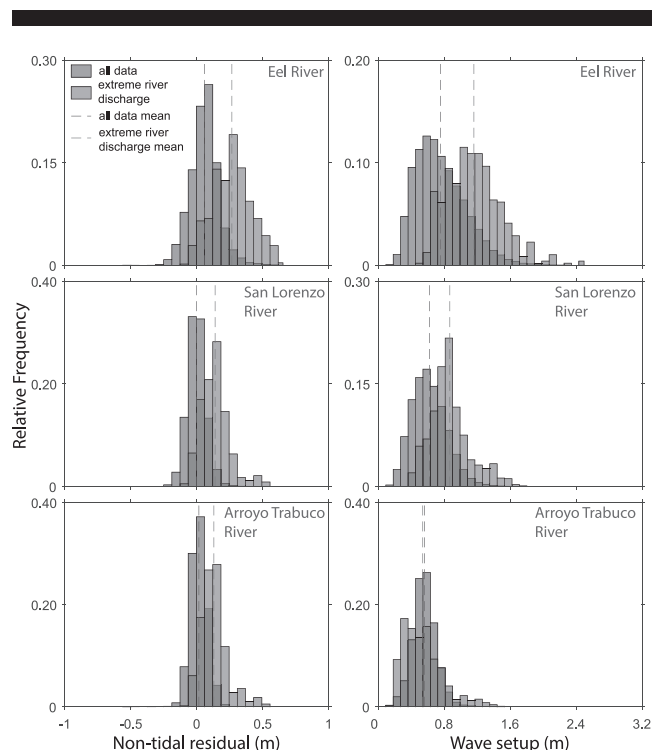 0.30
all data
extreme river
discharge
all data mean
extreme river
discharge mean
Eel River
0.15
0
0.20
Eel River
0.10
0
0.40
San Lorenzo
River
0.20
0
0.30
San Lorenzo
River
0.15
0
Relative Frequency
0.40
Arroyo Trabuco
River
0.20
0
0.40
Arroyo Trabuco
River
0.20
0
-1 -0.5 0 0.5 1
Non-tidal residual (m)
0 0.8 1.6 2.4 3.2
Wave setup (m)